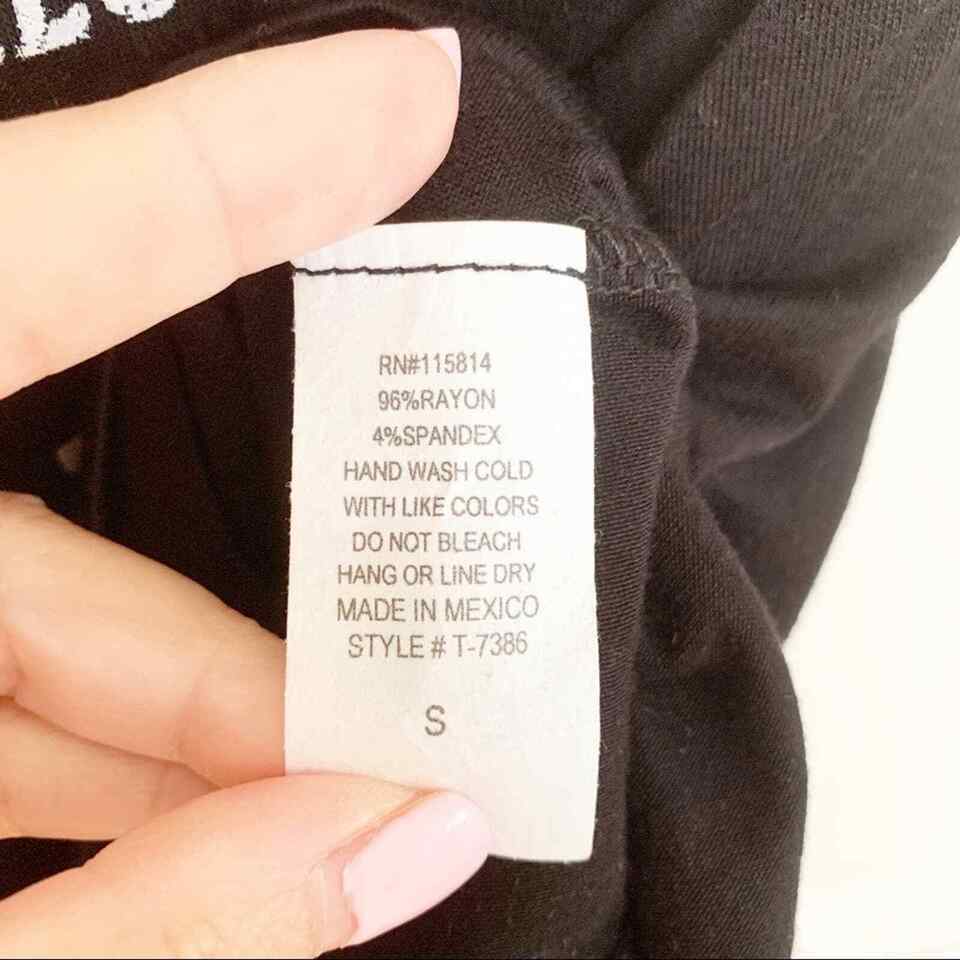 RN#115814
96%RAYON
4%SPANDEX
HAND WASH COLD
WITH LIKE COLORS
DO NOT BLEACH
HANG OR LINE DRY
MADE IN MEXICO
STYLE # T-7386
S